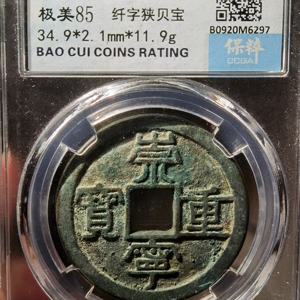 极美85 纤字狭贝宝
34.9*2.1mm*11.9g
BAO CUI COINS RATING
B0920M6297
保粹
CCGA
崇
寳 重
寧